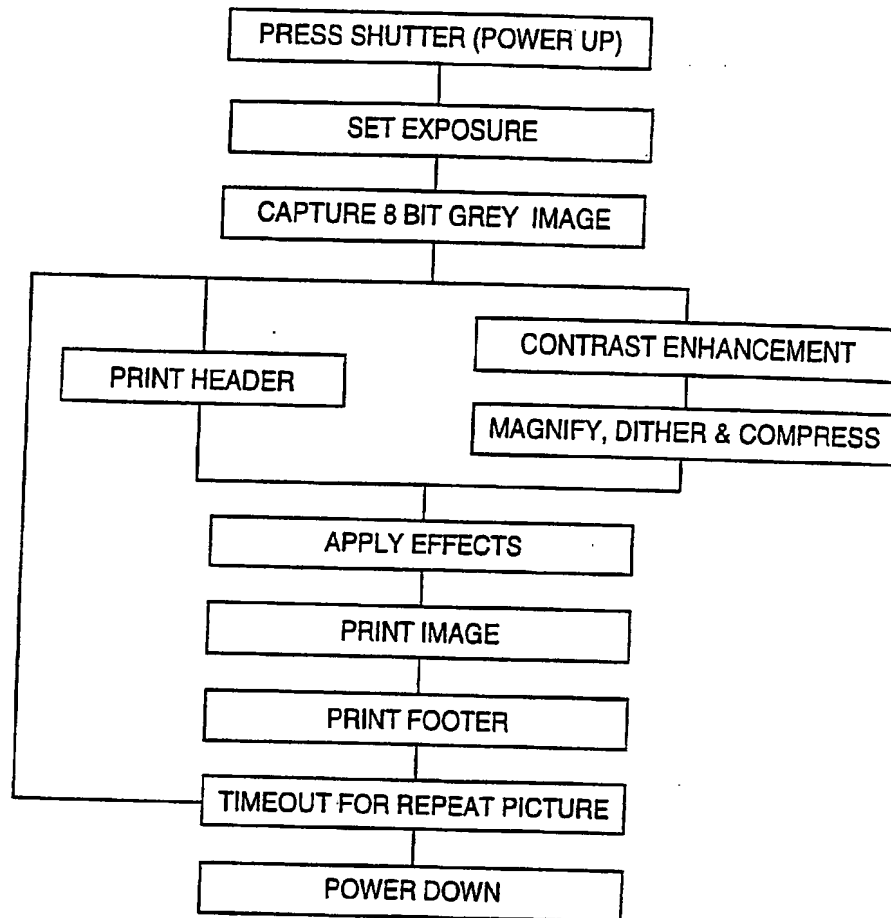 PRESS SHUTTER (POWER UP)
SET EXPOSURE
CAPTURE 8 BIT GREY IMAGE
CONTRAST ENHANCEMENT
PRINT HEADER
MAGNIFY, DITHER & COMPRESS
APPLY EFFECTS
PRINT IMAGE
PRINT FOOTER
TIMEOUT FOR REPEAT PICTURE
POWER DOWN